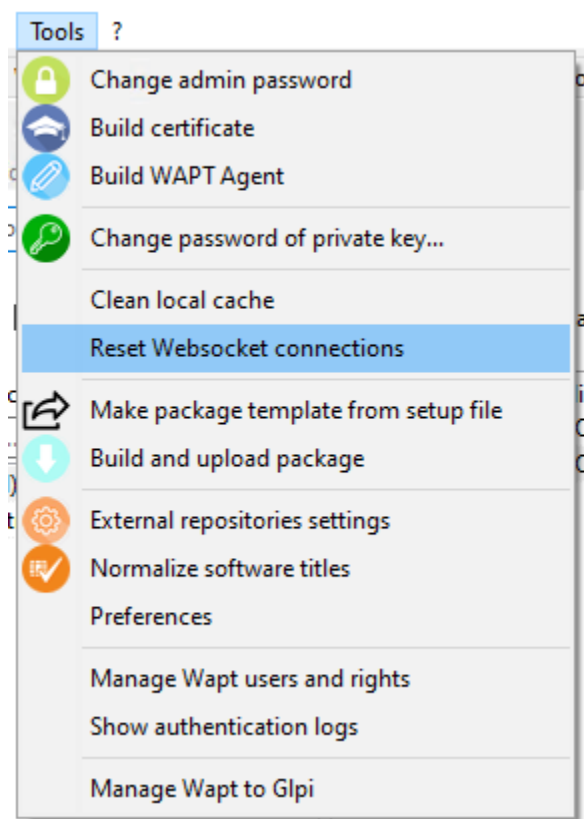 Tools ?
Change admin password
Build certificate
Build WAPT Agent
Change password of private key...
Clean local cache
Reset Websocket connections
Make package template from setup file
Build and upload package
External repositories settings
Normalize software titles
Preferences
Manage Wapt users and rights
Show authentication logs
Manage Wapt to Glpi